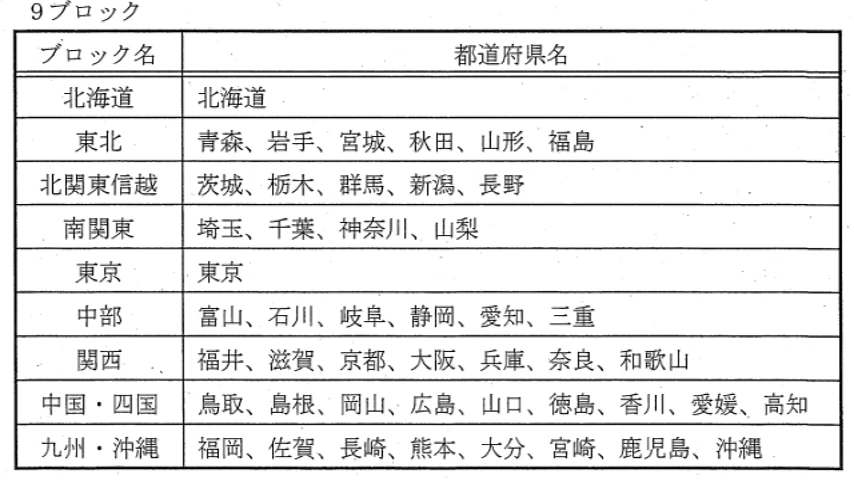 ９ブロック
ブロック名 都道府県名
北海道 北海道
東北 青森、岩手、宮城、秋田、山形、福島
北関東信越 茨城、栃木、群馬、新潟、長野
南関東 埼玉、千葉、神奈川、山梨
東京 東京
中部 富山、石川、岐阜、静岡、愛知、三重
関西 福井、滋賀、京都、大阪、兵庫、奈良、和歌山
中国・四国 鳥取、島根、岡山、広島、山口、徳島、香川、愛媛、高知
九州・沖縄 福岡、佐賀、長崎、熊本、大分、宮崎、鹿児島、沖縄